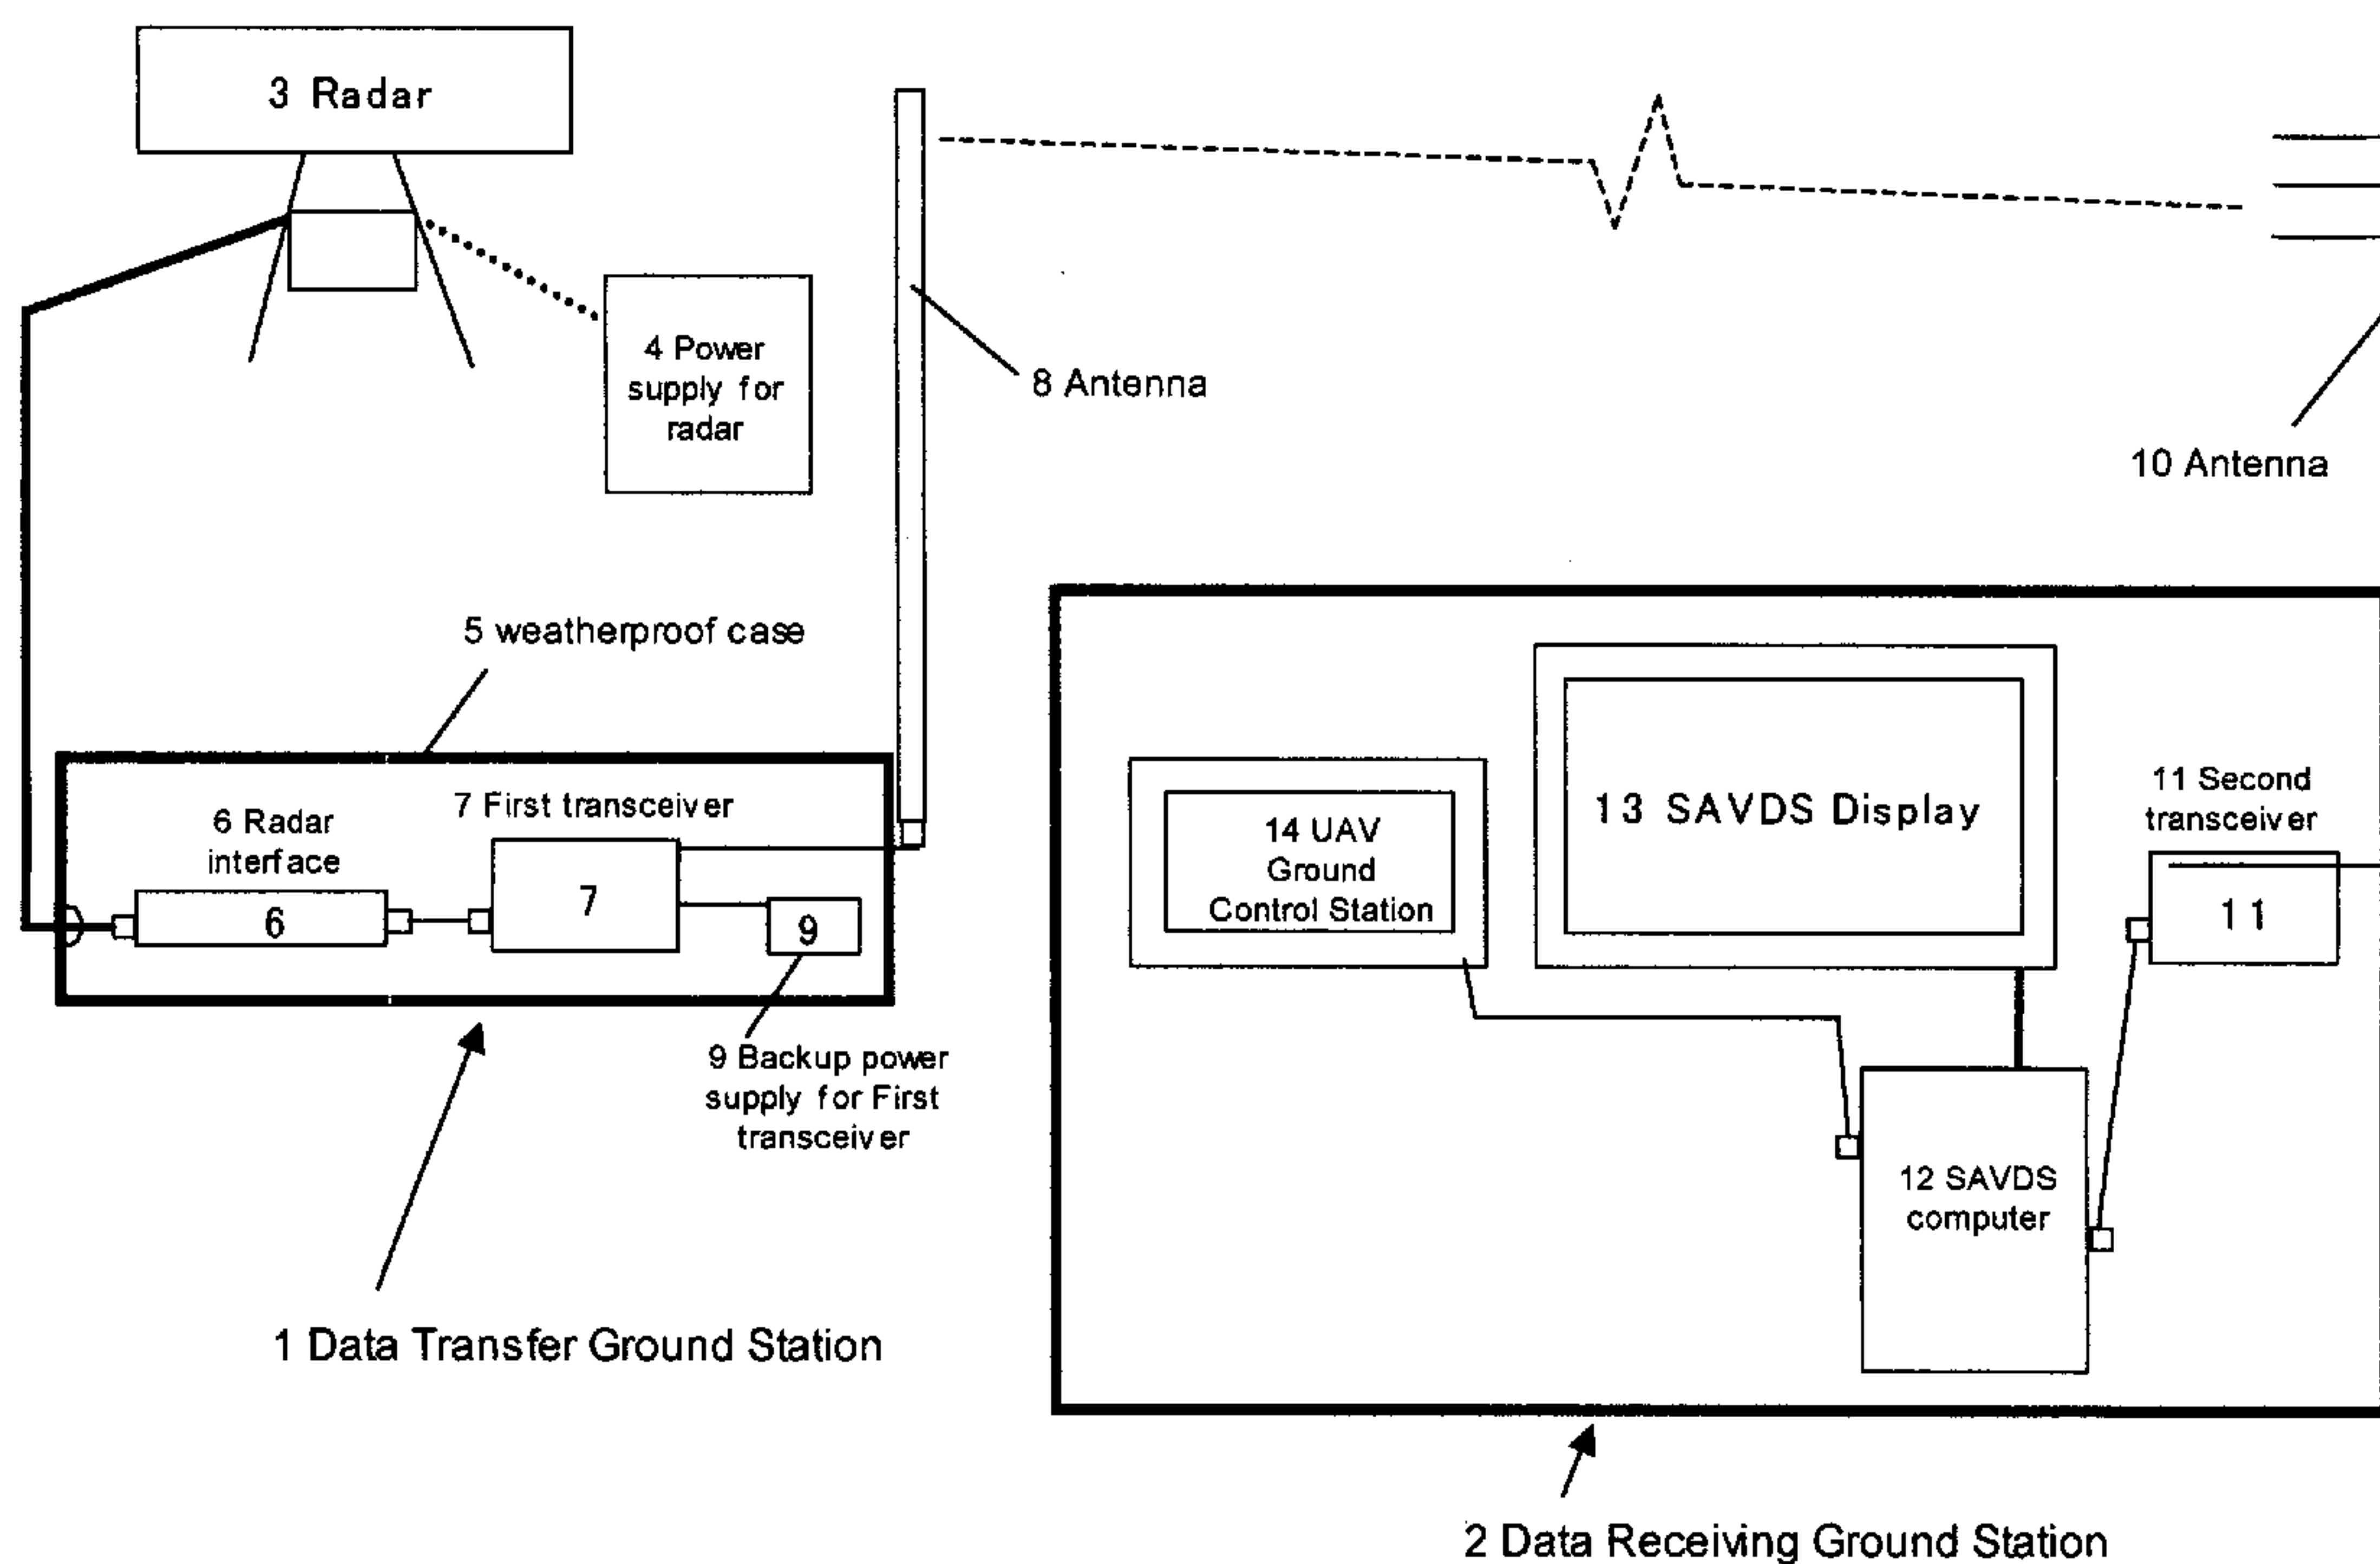 3 Radar
4 Power
supply for
radar
8 Antenna
10 Antenna
5 weatherproof case
6 Radar
interface
7 First transceiver
6
7
9
9 Backup power
supply for First
transceiver
1 Data Transfer Ground Station
14 UAV
Ground
Control Station
13 SAVDS Display
11 Second
transceiver
11
12 SAVDS
computer
2 Data Receiving Ground Station